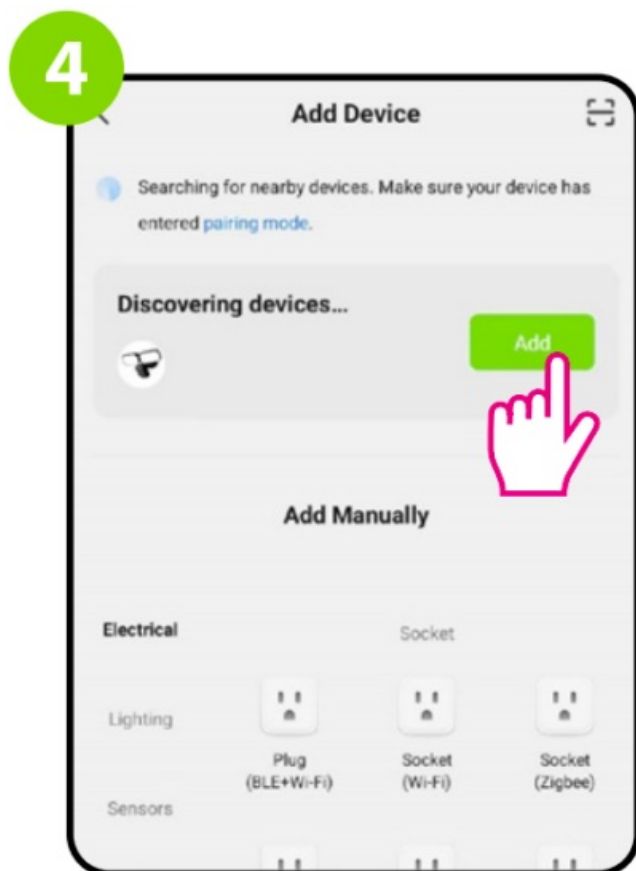 4
Add Device
Searching for nearby devices. Make sure your device has
entered pairing mode.
Discovering devices...
Add
Add Manually
Electrical
Socket
Lighting
Plug
(BLE+Wi-Fi)
Socket
(Wi-Fi)
Socket
(Zigbee)
Sensors